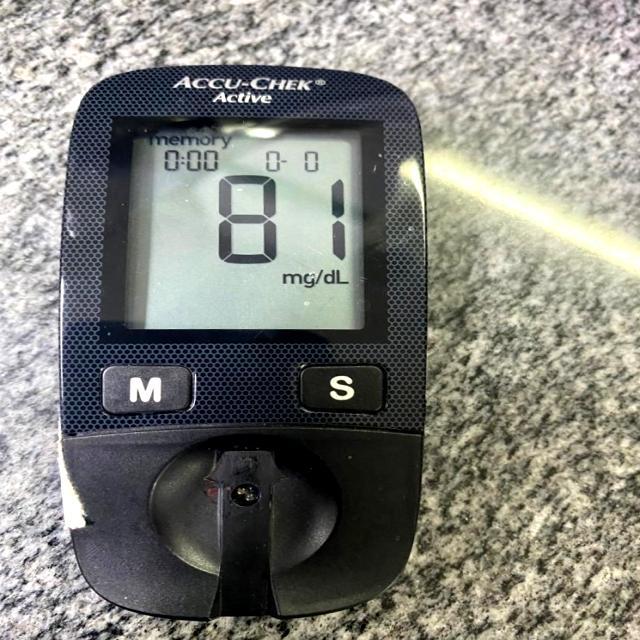 ACCU-CHEK®
Active
memory
0:00 0- 0
81
mg/dL
M S